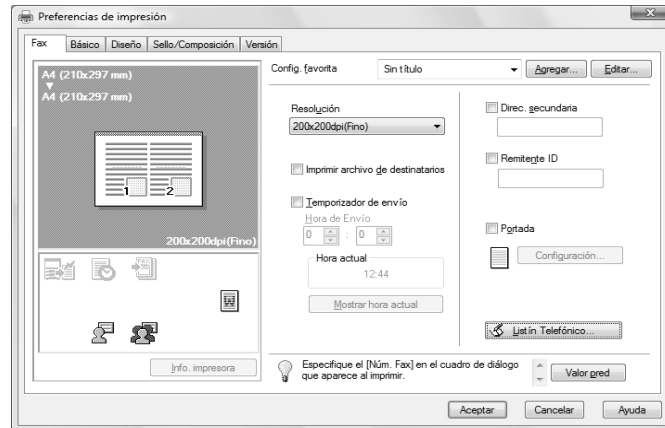 Preferencias de impresión
Fax Básico Diseño Sello/Composición Versión
A4 (210x297 mm)
A4 (210x297 mm)
1 2
200x200dpi(Fino)
Info. impresora
Config. favorita Sin título Agregar... Editar...
Resolución
200x200dpi(Fino)
Imprimir archivo de destinatarios
Temporizador de envío
Hora de Envío
0 : 0
Hora actual
12:44
Mostrar hora actual
Direc. secundaria
Remitente ID
Portada
Configuración...
Listín Telefónico...
Especifique el [Núm. Fax] en el cuadro de diálogo
que aparece al imprimir.
Valor pred
Aceptar Cancelar Ayuda